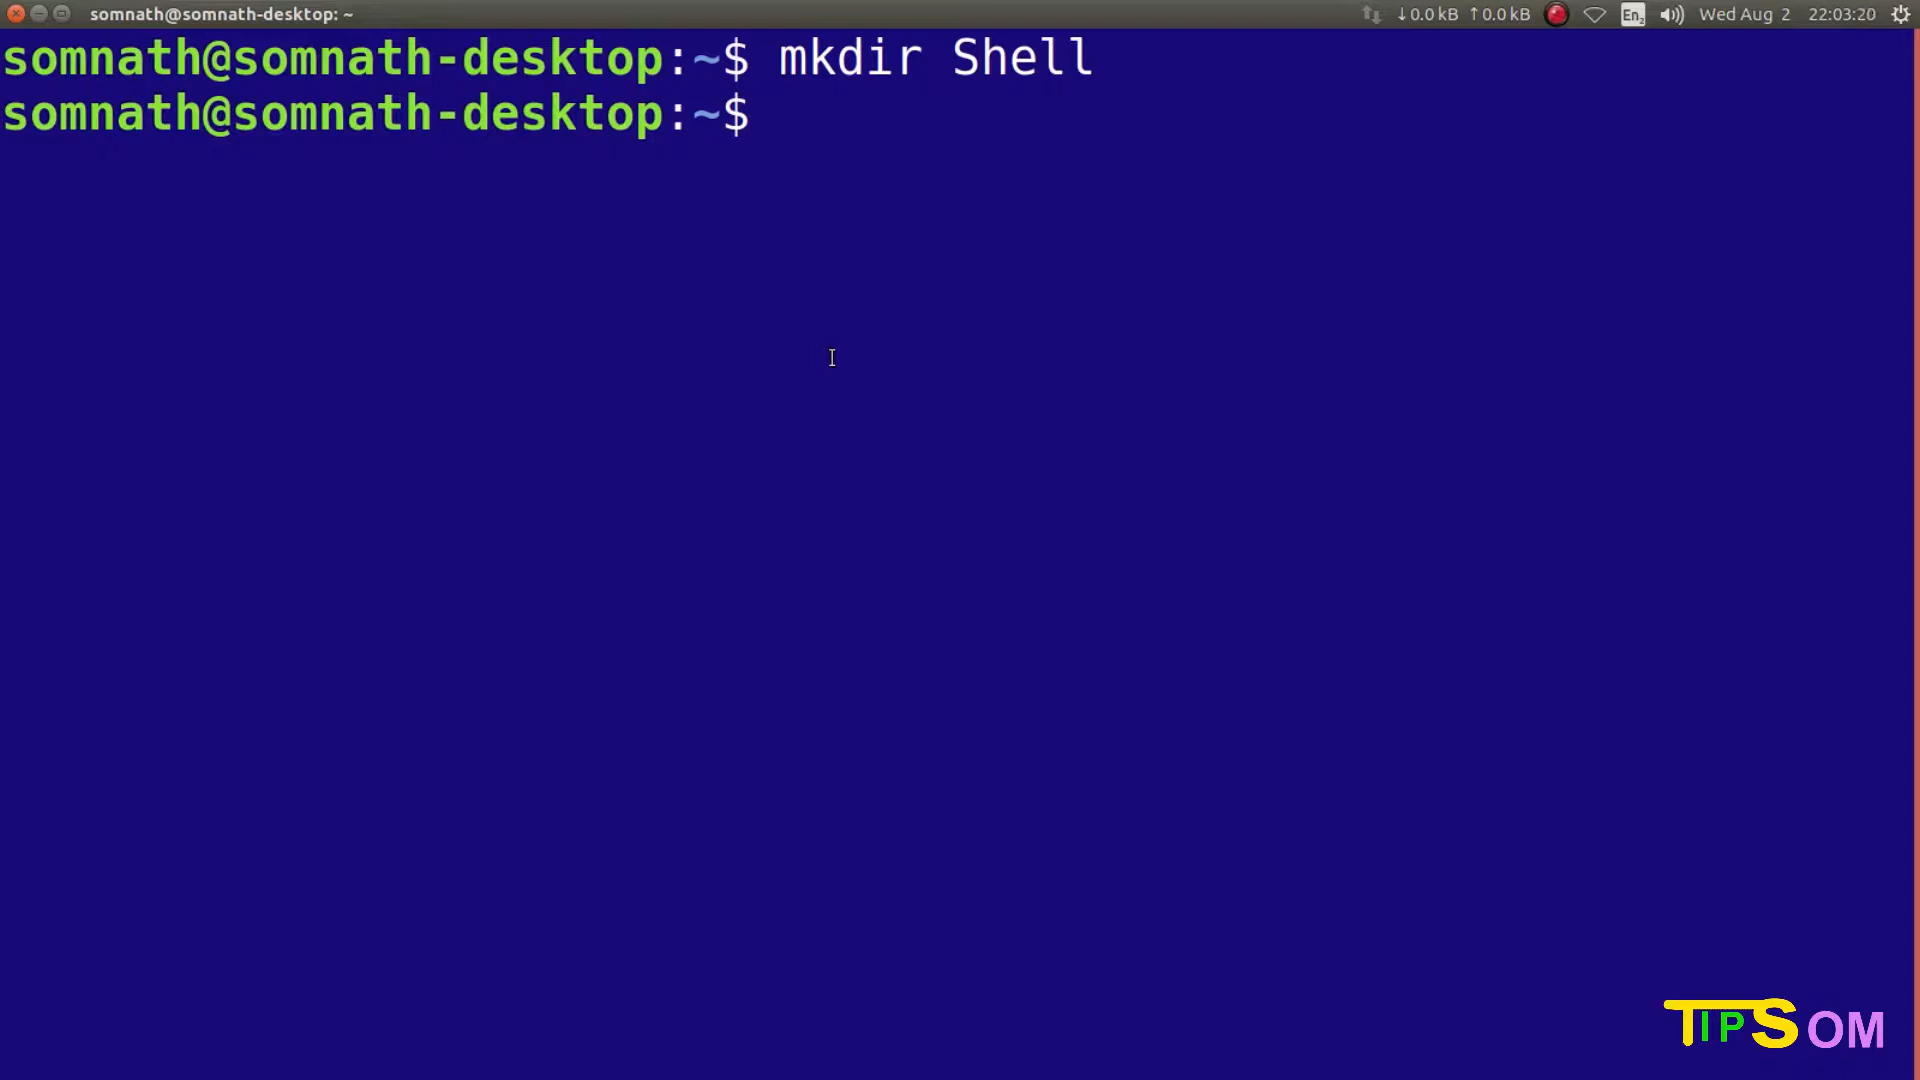 somnath@somnath-desktop: ~ ↓0.0 kB ↑0.0 kB En2 Wed Aug 2 22:03:20
somnath@somnath-desktop:~$ mkdir Shell
somnath@somnath-desktop:~$
TIPSOM